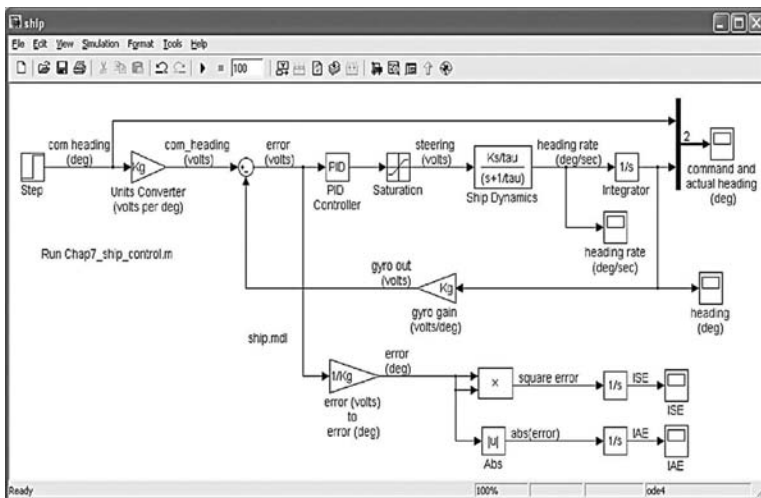 ship
File Edit View Simulation Format Tools Help
100
com heading
(deg)
Step
Kg
Units Converter
(volts per deg)
com_heading
(volts)
error
(volts)
PID
PID
Controller
Saturation
steering
(volts)
Ks/tau
(s+1/tau)
Ship Dynamics
heading rate
(deg/sec)
1/s
Integrator
2
command and
actual heading
(deg)
heading rate
(deg/sec)
Run Chap7_ship_control.m
gyro out
(volts)
Kg
gyro gain
(volts/deg)
heading
(deg)
ship.mdl
1/Kg
error (volts)
to
error (deg)
error
(deg)
×
square error
1/s
ISE
ISE
|u|
Abs
abs(error)
1/s
IAE
IAE
Ready
100%
ode4